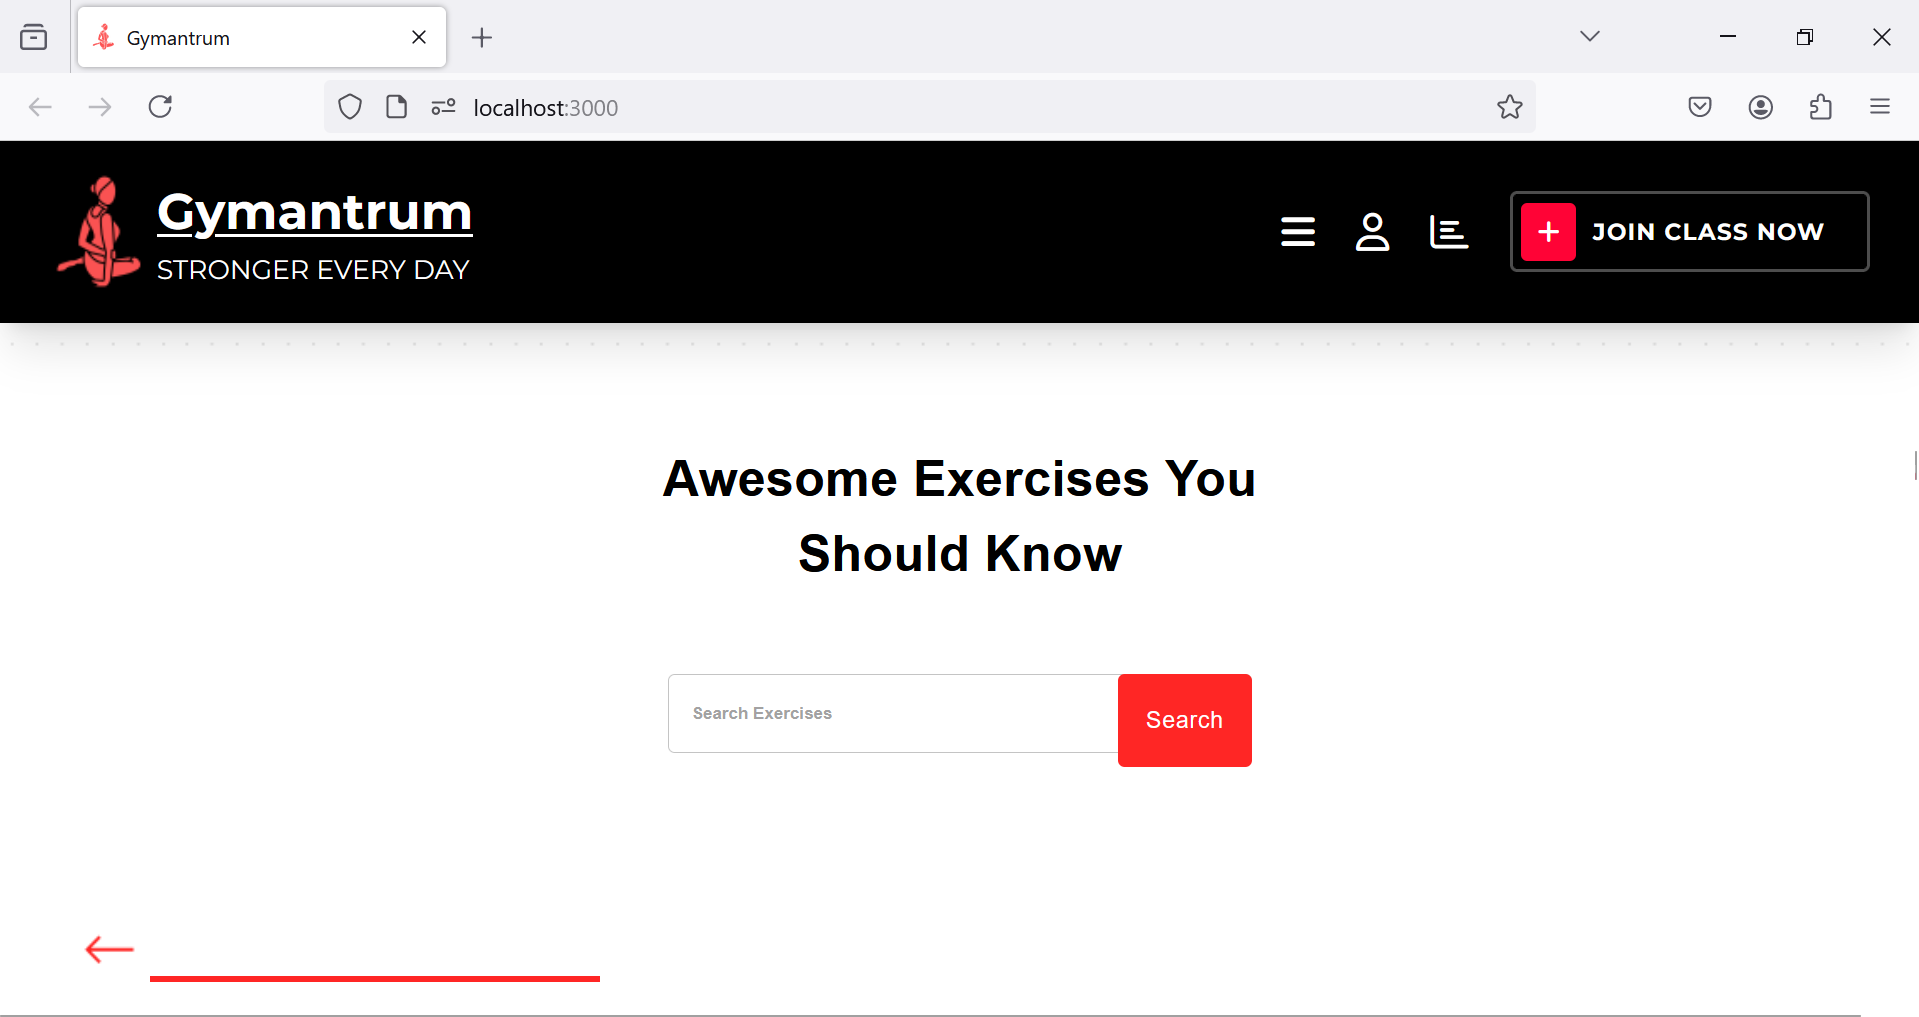 Gymantrum
localhost:3000
Gymantrum
STRONGER EVERY DAY
JOIN CLASS NOW
Awesome Exercises You
Should Know
Search Exercises
Search